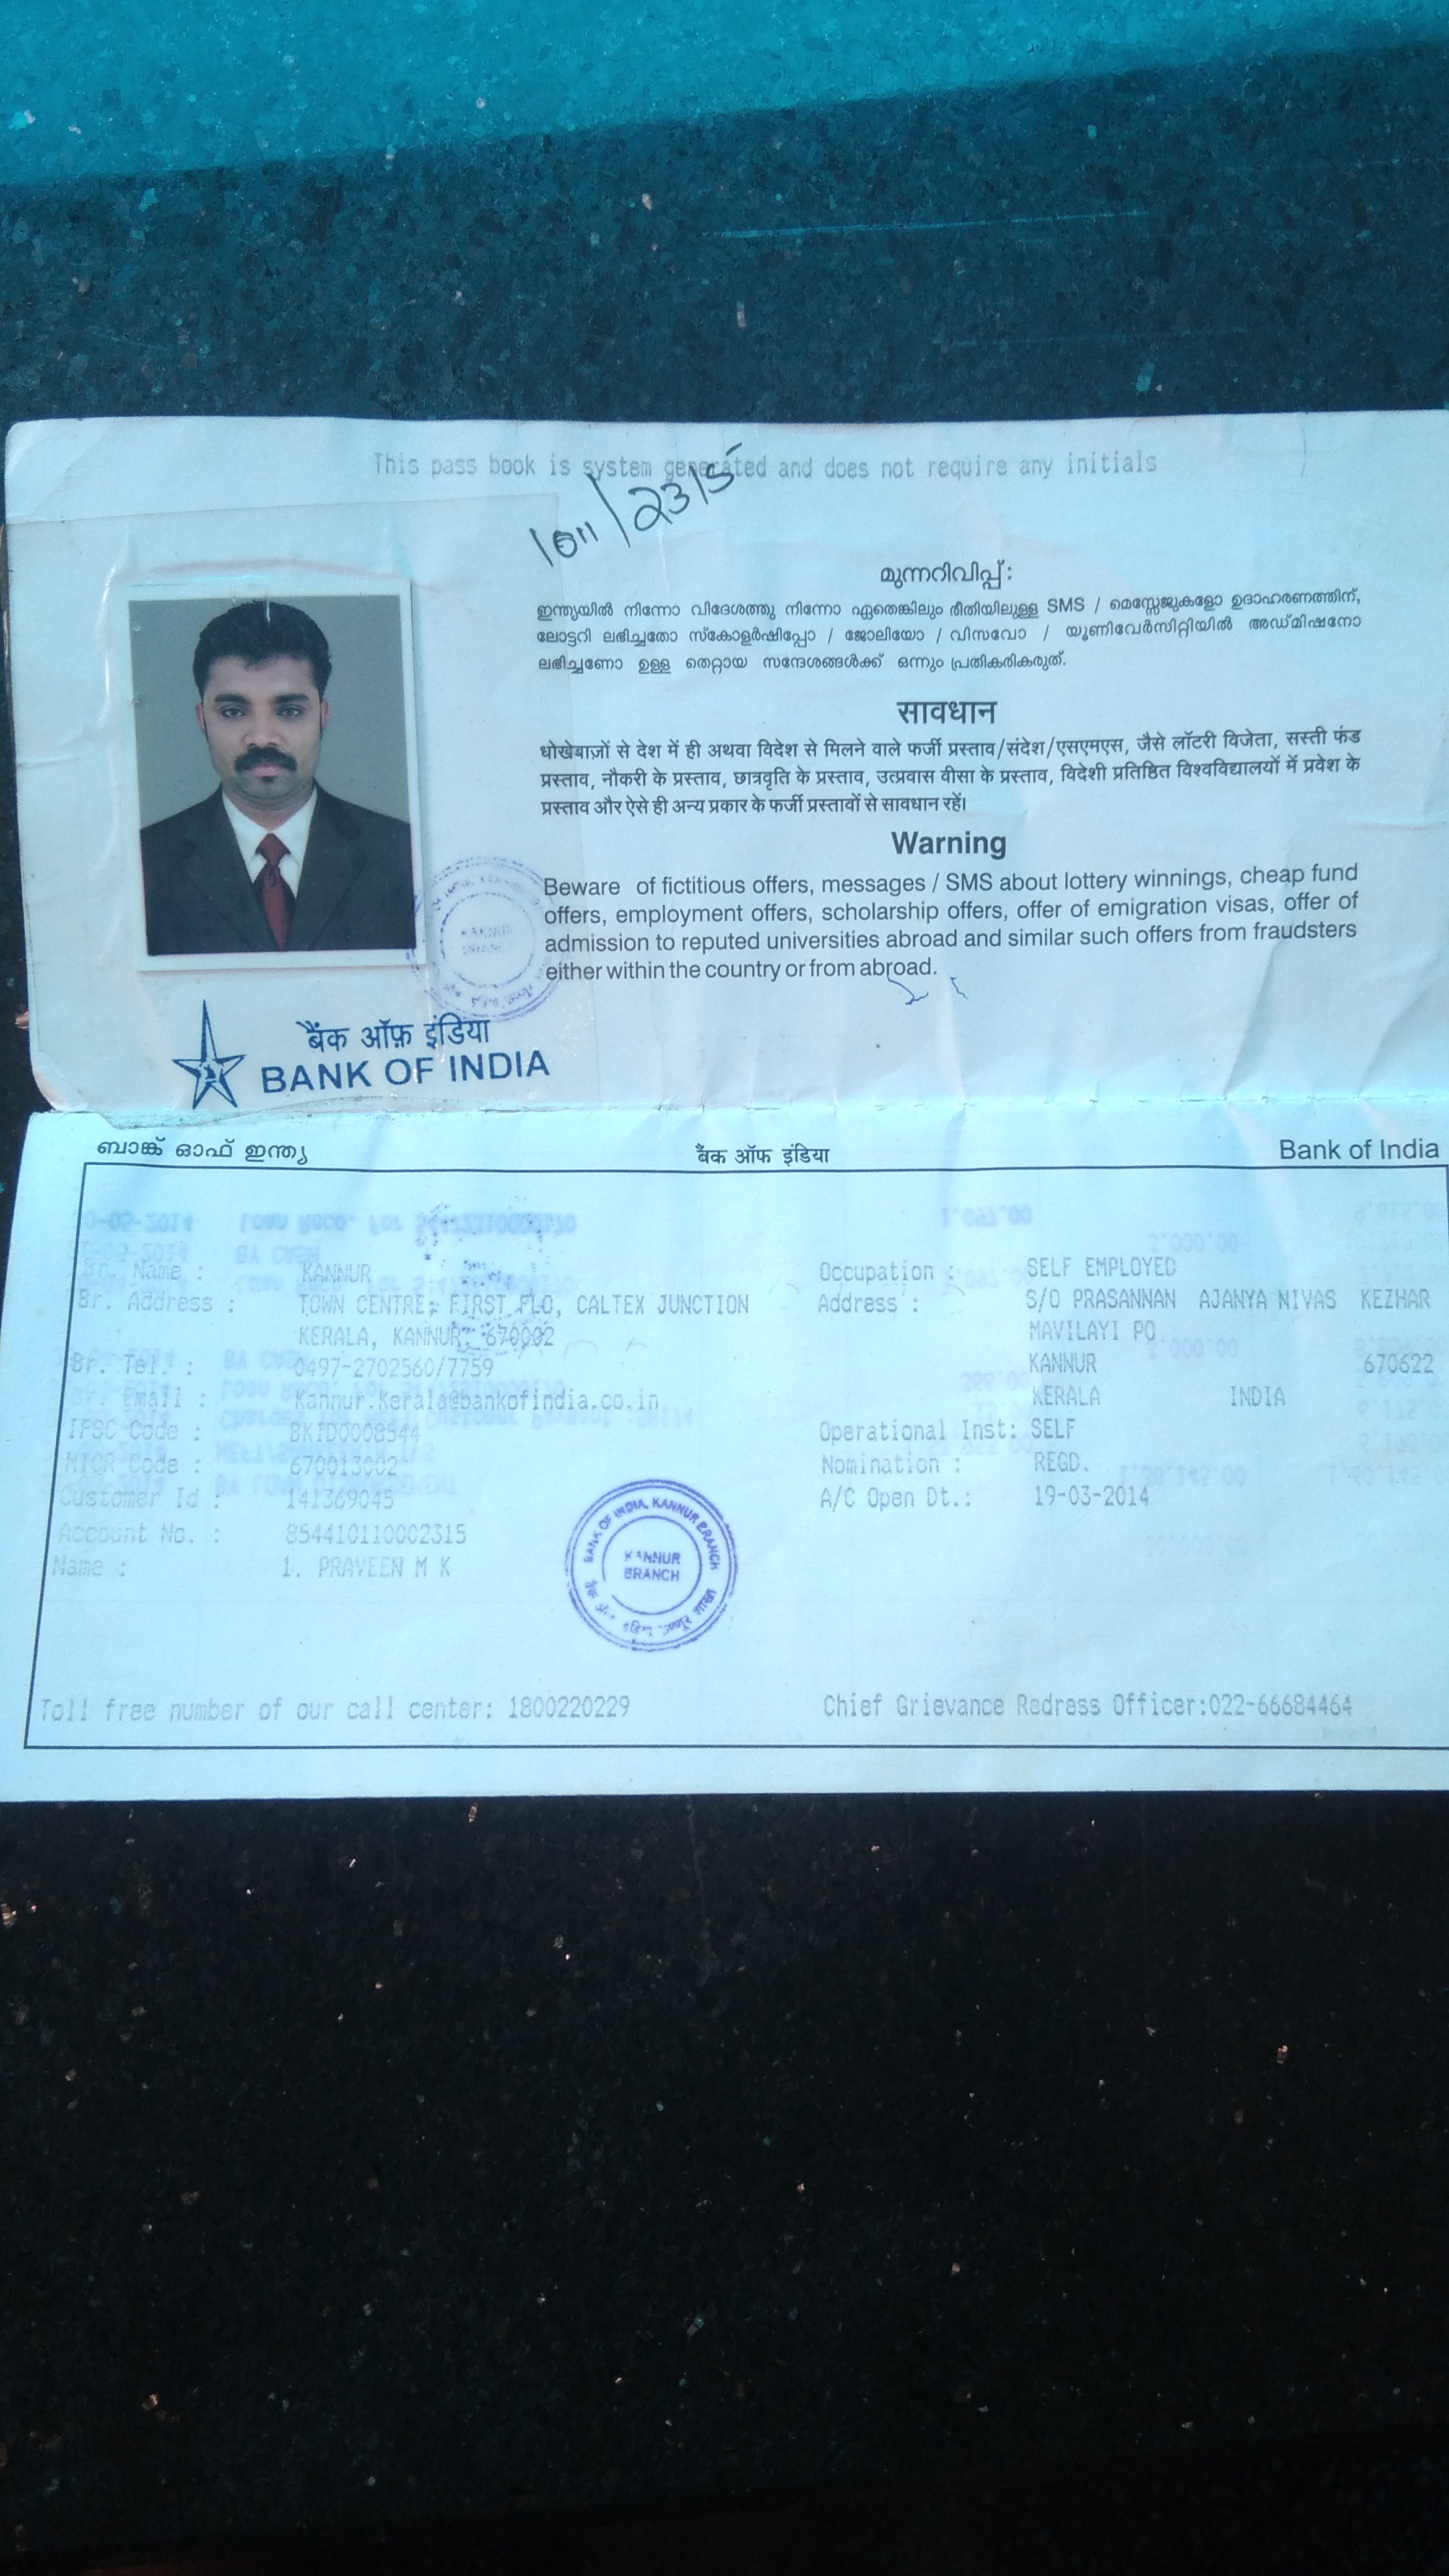 This pass book is system generated and does not require any initials
മുന്നറിവിപ്പ് :
ഇന്ത്യയിൽ നിന്നോ വിദേശത്തു നിന്നോ ഏതെങ്കിലും രീതിയിലുള്ള SMS / മെസ്സേജുകളോ ഉദാഹരണത്തിന്,
ലോട്ടറി ലഭിച്ചതോ സ്കോളർഷിപ്പോ / ജോലിയോ / വിസവോ / യൂണിവേർസിറ്റിയിൽ അഡ്മിഷനോ
ലഭിച്ചണോ ഉള്ള തെറ്റായ സന്ദേശങ്ങൾക്ക് ഒന്നും പ്രതികരികരുത്.
सावधान
धोखेबाज़ों से देश में ही अथवा विदेश से मिलने वाले फर्जी प्रस्ताव/संदेश/एसएमएस, जैसे लॉटरी विजेता, सस्ती फंड
प्रस्ताव, नौकरी के प्रस्ताव, छात्रवृति के प्रस्ताव, उत्प्रवास वीसा के प्रस्ताव, विदेशी प्रतिष्ठित विश्वविद्यालयों में प्रवेश के
प्रस्ताव और ऐसे ही अन्य प्रकार के फर्जी प्रस्तावों से सावधान रहें।
Warning
Beware of fictitious offers, messages / SMS about lottery winnings, cheap fund
offers, employment offers, scholarship offers, offer of emigration visas, offer of
admission to reputed universities abroad and similar such offers from fraudsters
either within the country or from abroad.
बैंक ऑफ़ इंडिया
BANK OF INDIA
ബാങ്ക് ഓഫ് ഇന്ത്യ बैंक ऑफ इंडिया Bank of India
Br. Name : KANNUR Occupation : SELF EMPLOYED
Br. Address : TOWN CENTRE, FIRST FLO, CALTEX JUNCTION Address : S/O PRASANNAN AJANYA NIVAS KEZHAR
KERALA, KANNUR, 670002 MAVILAYI PO
Br. Tel. : 0497-2702560/7759 KANNUR 670622
Br. Email : Kannur.Kerala@bankofindia.co.in KERALA INDIA
IFSC Code : BKID0008544 Operational Inst: SELF
MICR Code : 670013002 Nomination : REGD.
Customer Id : 141369045 A/C Open Dt.: 19-03-2014
Account No. : 854410110002315
Name : 1. PRAVEEN M K
BANK OF INDIA, KANNUR BRANCH
KANNUR
BRANCH
Toll free number of our call center: 1800220229 Chief Grievance Redress Officer:022-66684464